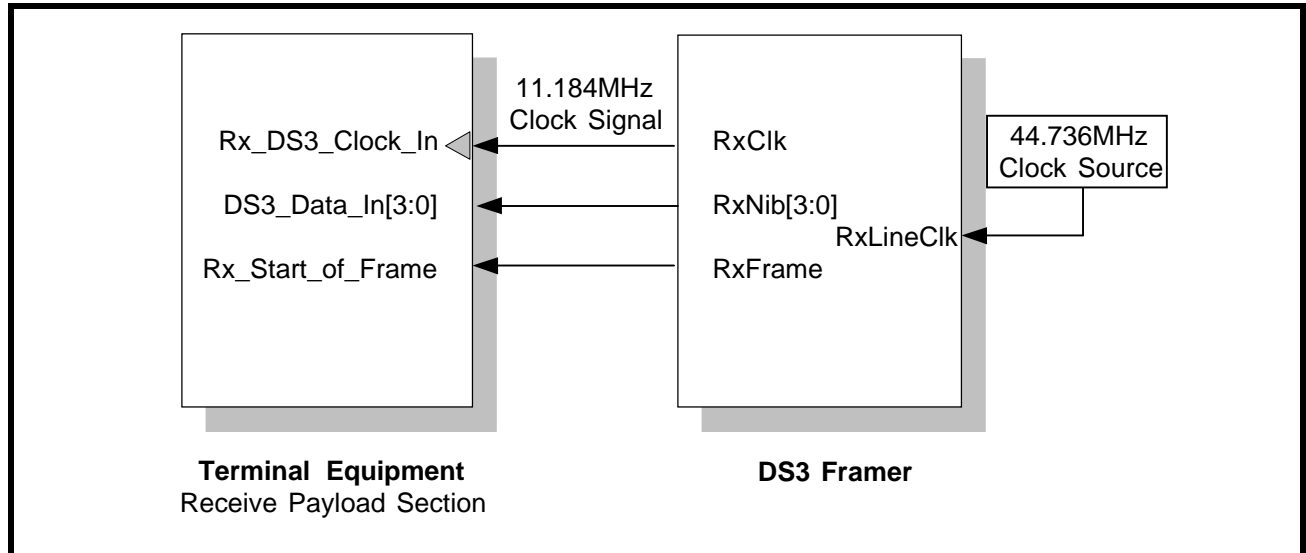 11.184MHz
Clock Signal
Rx_DS3_Clock_In
RxClk
44.736MHz
Clock Source
DS3_Data_In[3:0]
RxNib[3:0]
RxLineClk
Rx_Start_of_Frame
RxFrame
Terminal Equipment
Receive Payload Section
DS3 Framer